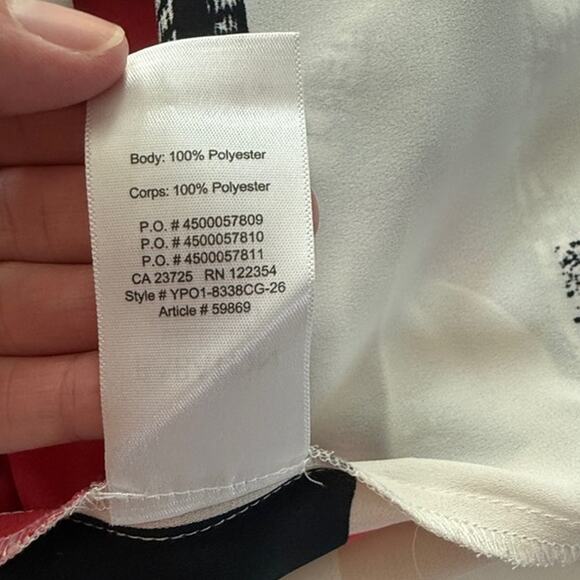 Body: 100% Polyester
Corps: 100% Polyester
P.O. # 4500057809
P.O. # 4500057810
P.O. # 4500057811
CA 23725 RN 122354
Style # YPO1-8338CG-26
Article # 59869